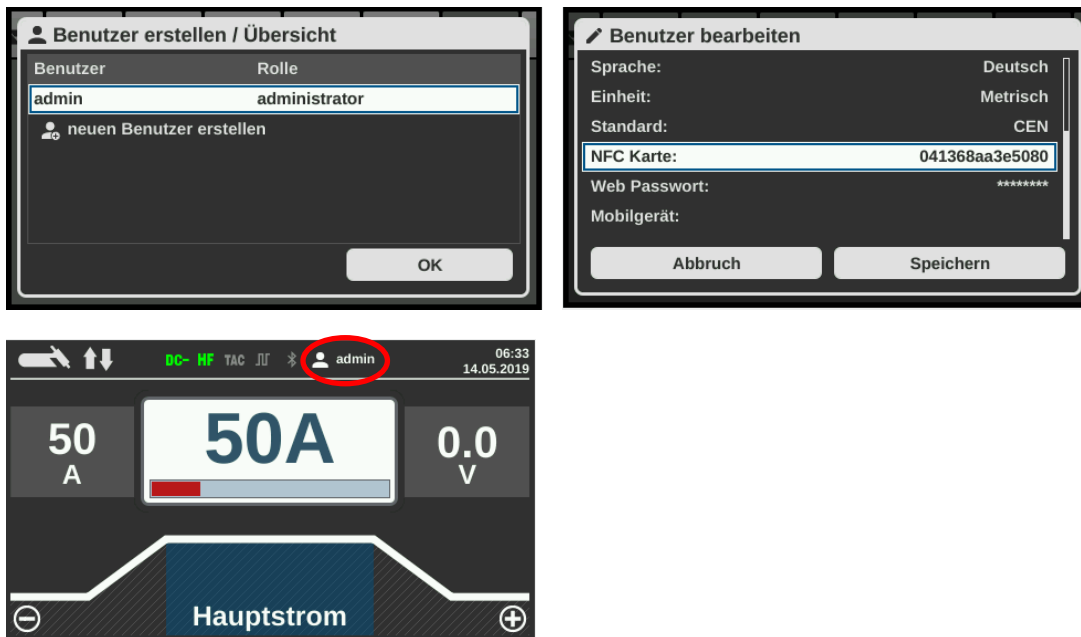 Benutzer erstellen / Übersicht
Benutzer Rolle
admin administrator
neuen Benutzer erstellen
OK
Benutzer bearbeiten
Sprache: Deutsch
Einheit: Metrisch
Standard: CEN
NFC Karte: 041368aa3e5080
Web Passwort: ********
Mobilgerät:
Abbruch Speichern
DC- HF TAC admin 06:33
14.05.2019
50 A
50A
0.0 V
Hauptstrom